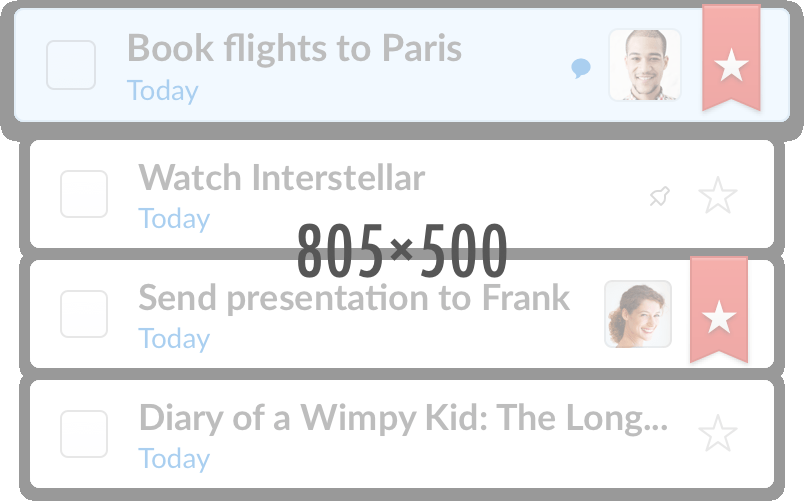 Book flights to Paris
Today
Watch Interstellar
Today
805×500
Send presentation to Frank
Today
Diary of a Wimpy Kid: The Long...
Today